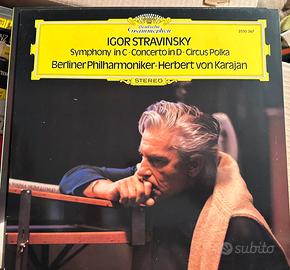 Deutsche
Grammophon
2530 267
IGOR STRAVINSKY
Symphony in C · Concerto in D · Circus Polka
Berliner Philharmoniker · Herbert von Karajan
STEREO
subito